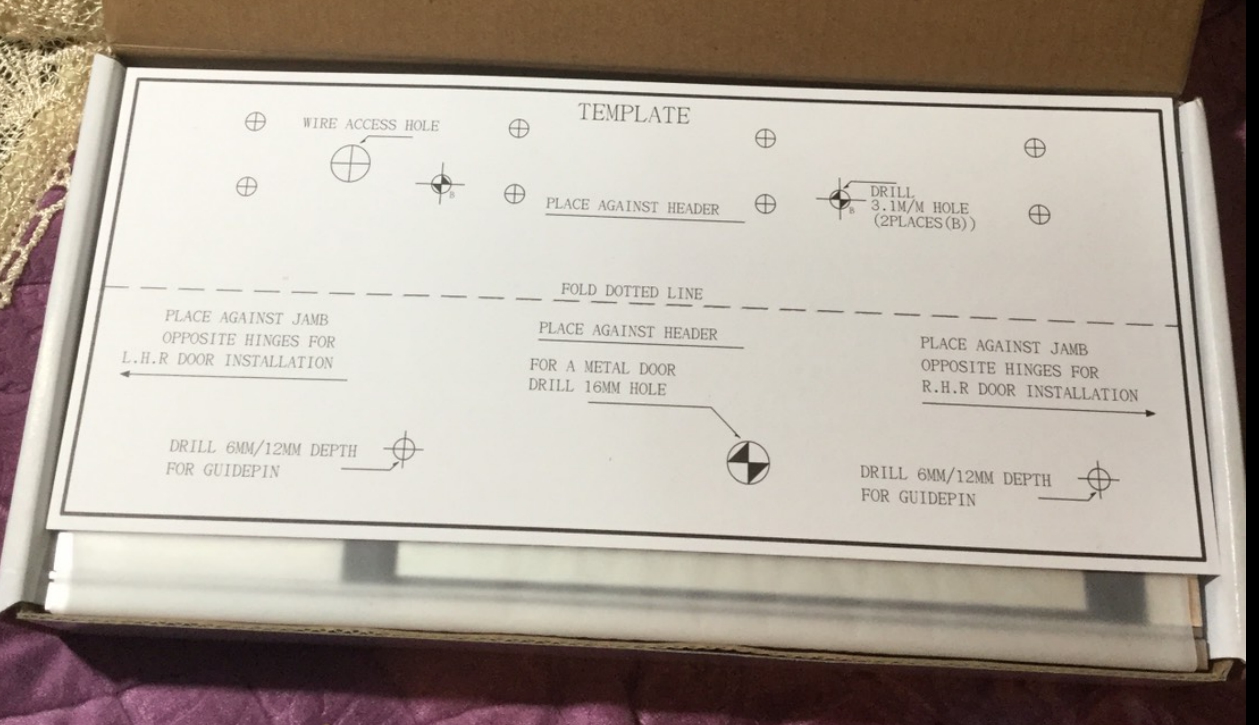 TEMPLATE
WIRE ACCESS HOLE
B
PLACE AGAINST HEADER
B
DRILL
3.1M/M HOLE
(2PLACES(B))
FOLD DOTTED LINE
PLACE AGAINST JAMB
OPPOSITE HINGES FOR
L.H.R DOOR INSTALLATION
PLACE AGAINST HEADER
FOR A METAL DOOR
DRILL 16MM HOLE
PLACE AGAINST JAMB
OPPOSITE HINGES FOR
R.H.R DOOR INSTALLATION
DRILL 6MM/12MM DEPTH
FOR GUIDEPIN
DRILL 6MM/12MM DEPTH
FOR GUIDEPIN